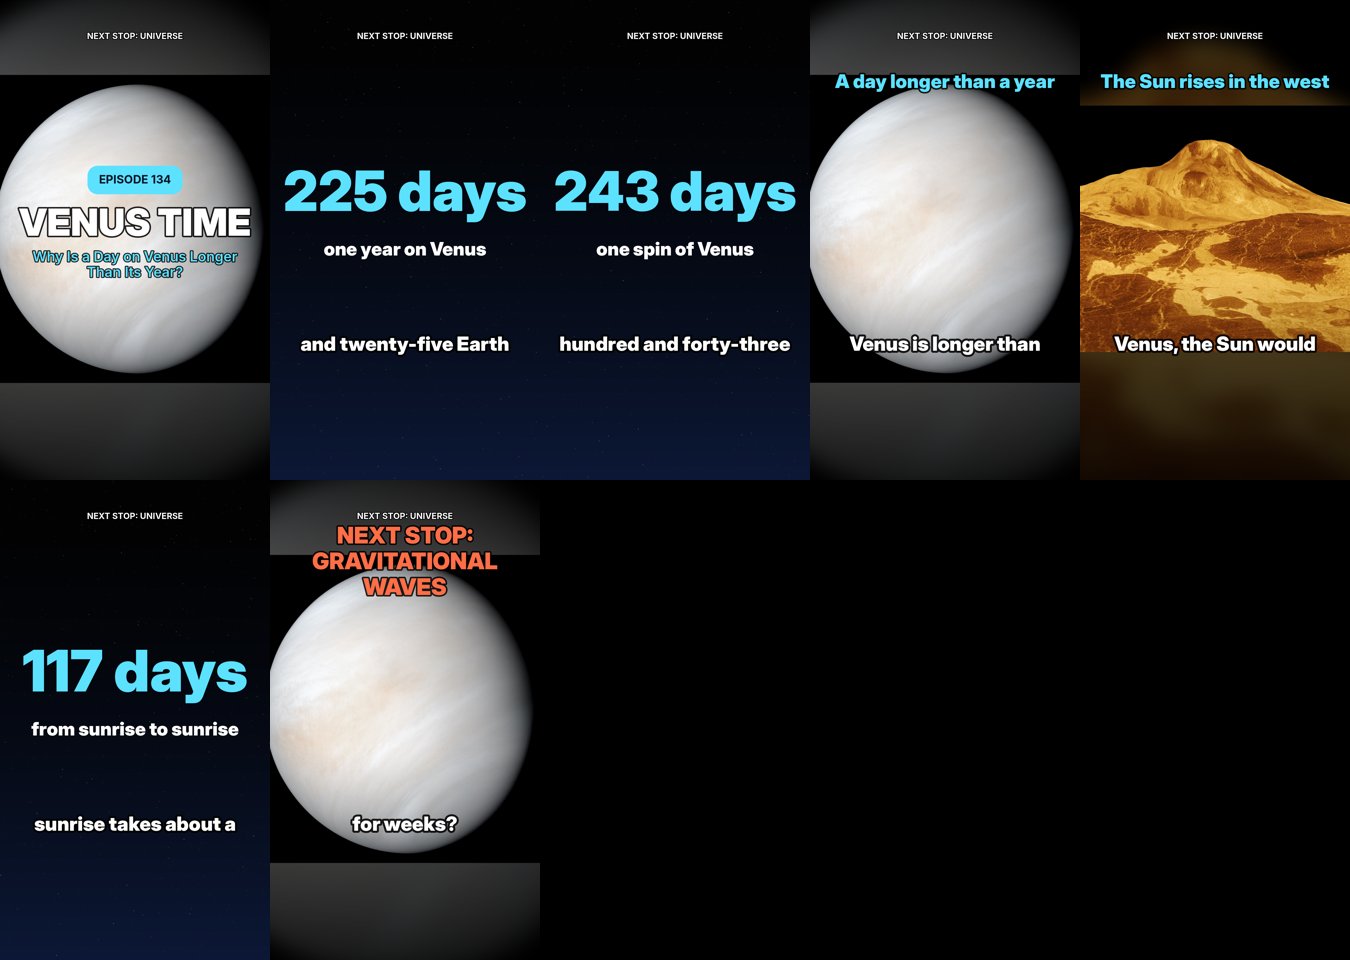 NEXT STOP: UNIVERSE
EPISODE 134
VENUS TIME
Why Is a Day on Venus Longer
Than Its Year?
NEXT STOP: UNIVERSE
225 days
one year on Venus
and twenty-five Earth
NEXT STOP: UNIVERSE
243 days
one spin of Venus
hundred and forty-three
NEXT STOP: UNIVERSE
A day longer than a year
Venus is longer than
NEXT STOP: UNIVERSE
The Sun rises in the west
Venus, the Sun would
NEXT STOP: UNIVERSE
117 days
from sunrise to sunrise
sunrise takes about a
NEXT STOP: UNIVERSE
NEXT STOP:
GRAVITATIONAL
WAVES
for weeks?